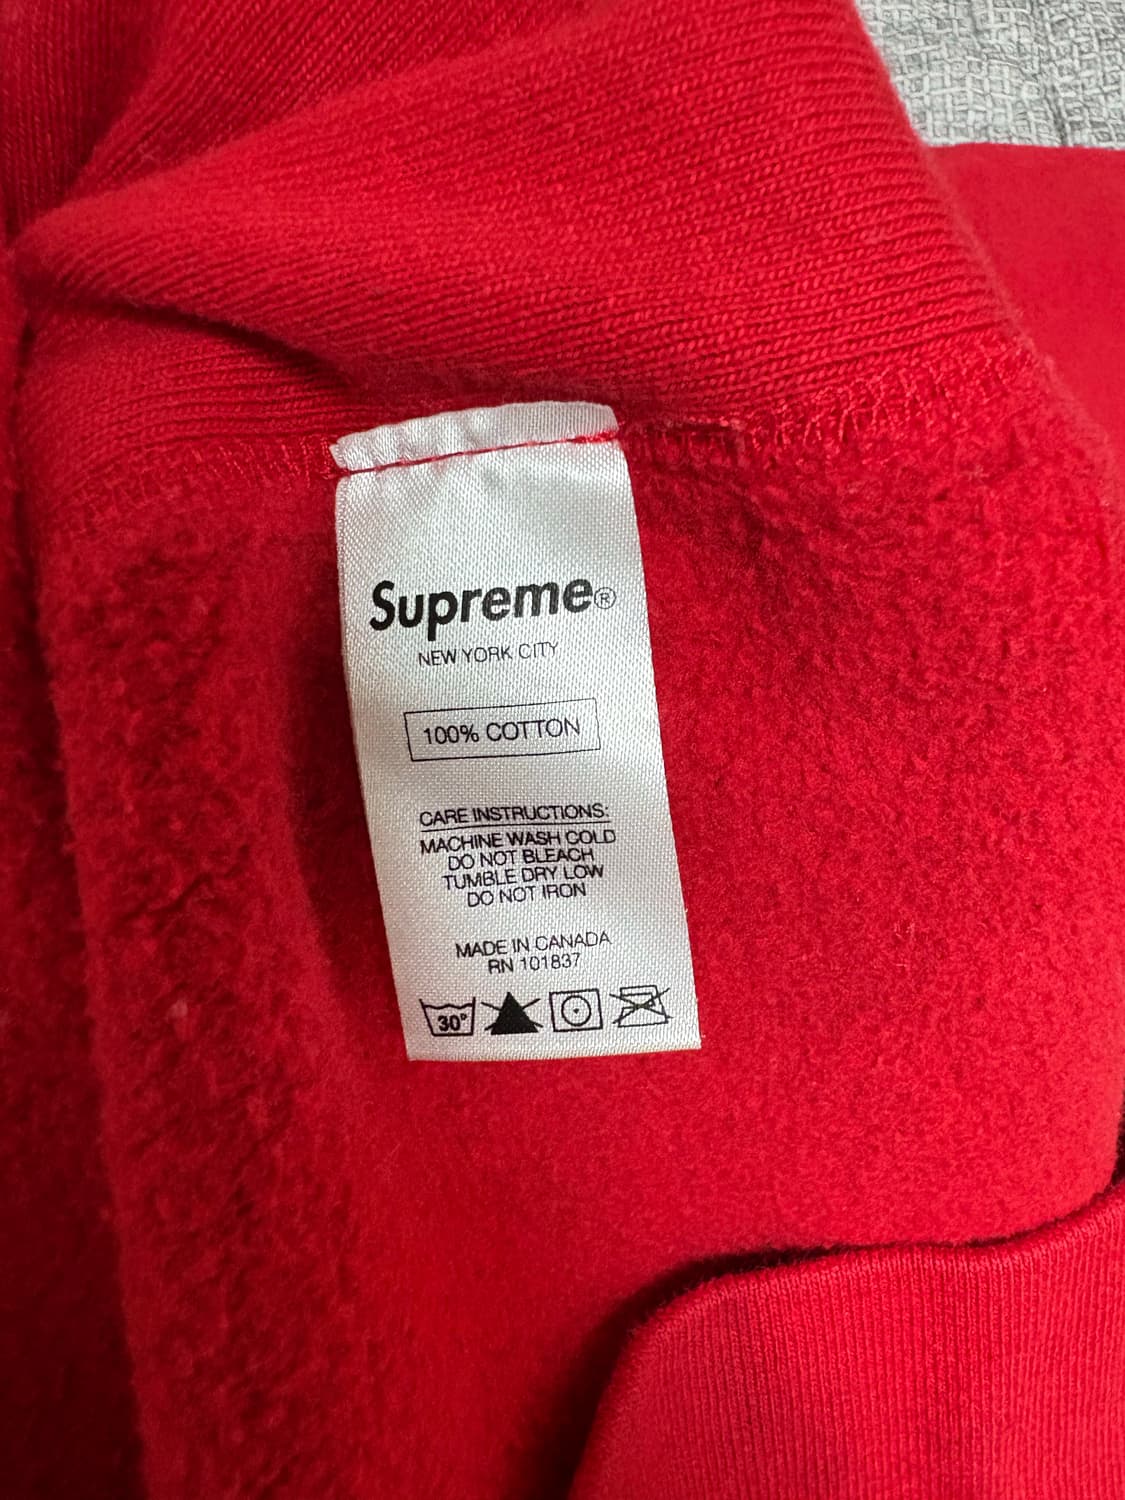 Supreme®
NEW YORK CITY
100% COTTON
CARE INSTRUCTIONS:
MACHINE WASH COLD
DO NOT BLEACH
TUMBLE DRY LOW
DO NOT IRON
MADE IN CANADA
RN 101837
30°